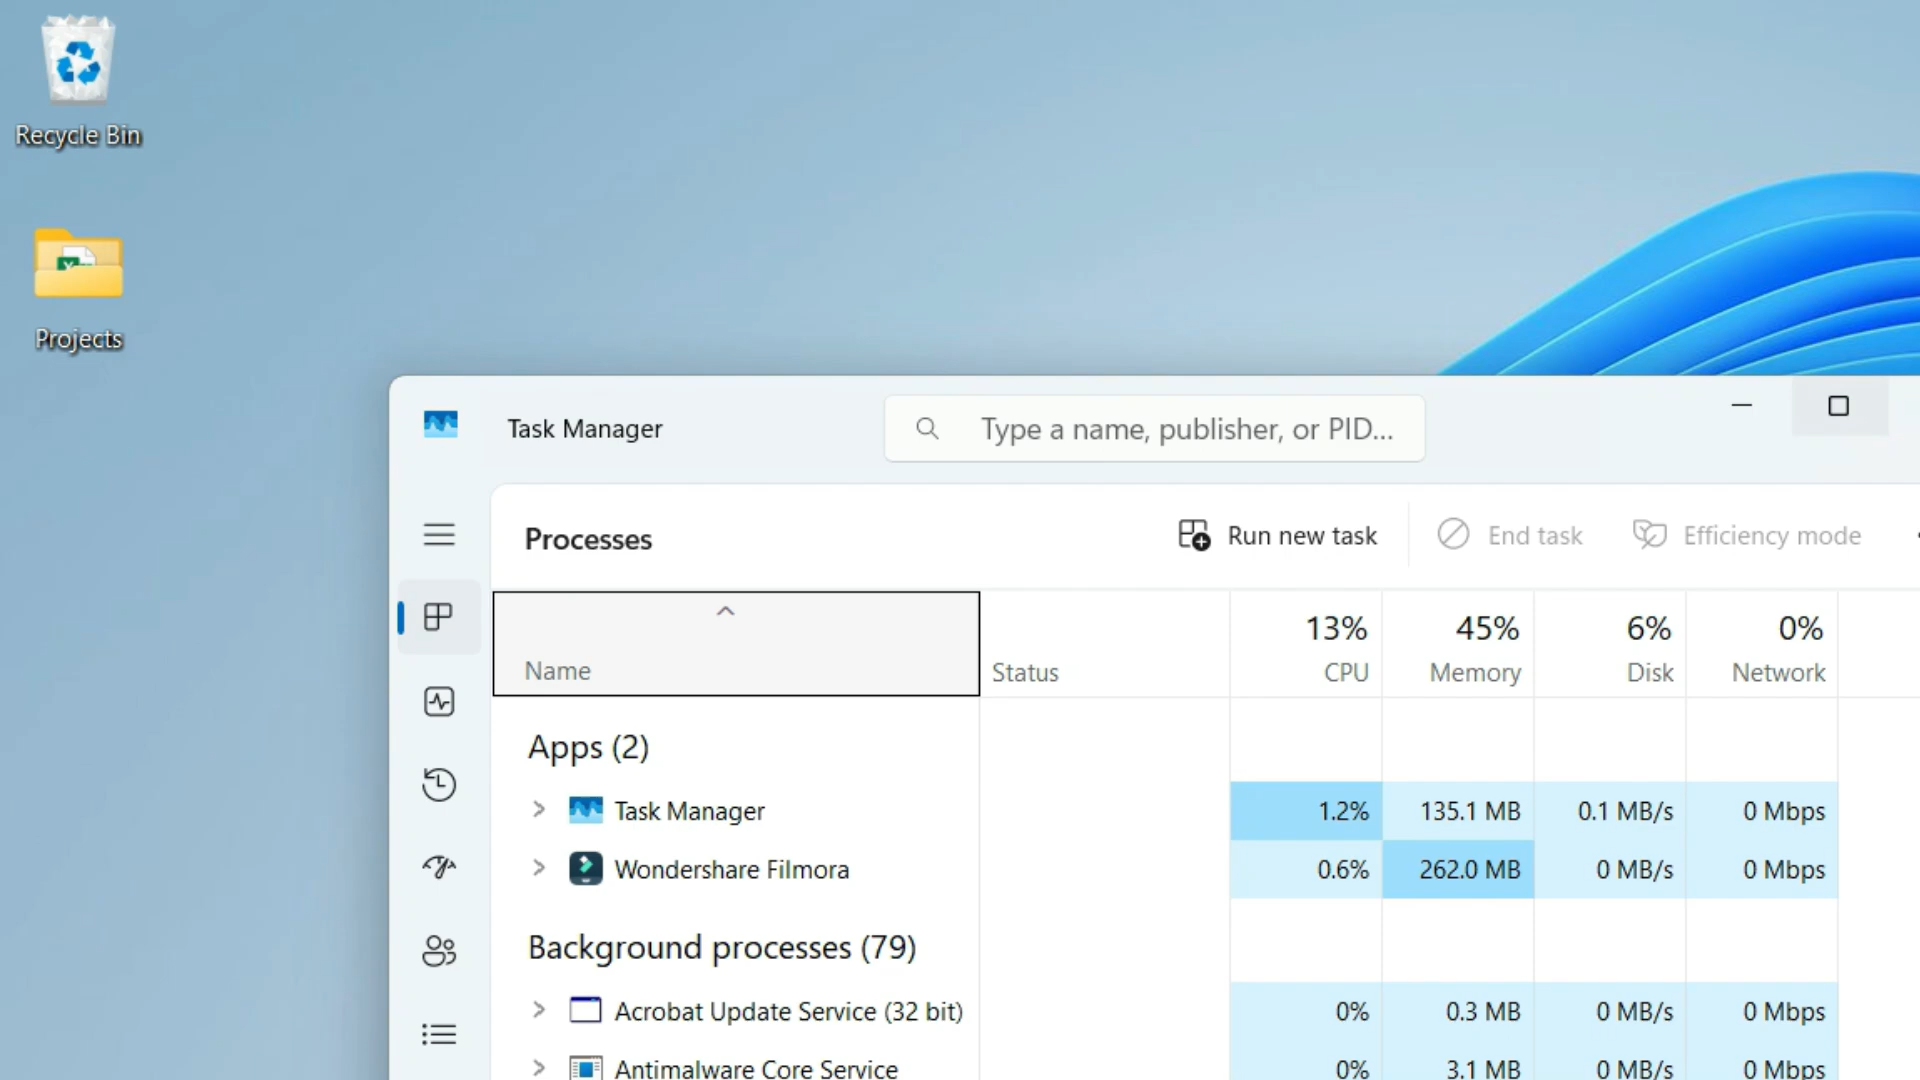 Recycle Bin
Projects
Task Manager
Type a name, publisher, or PID...
Processes
Run new task
End task
Efficiency mode
13% 45% 6% 0%
Name Status CPU Memory Disk Network
Apps (2)
Task Manager 1.2% 135.1 MB 0.1 MB/s 0 Mbps
Wondershare Filmora 0.6% 262.0 MB 0 MB/s 0 Mbps
Background processes (79)
Acrobat Update Service (32 bit) 0% 0.3 MB 0 MB/s 0 Mbps
Antimalware Core Service 0% 3.1 MB 0 MB/s 0 Mbps